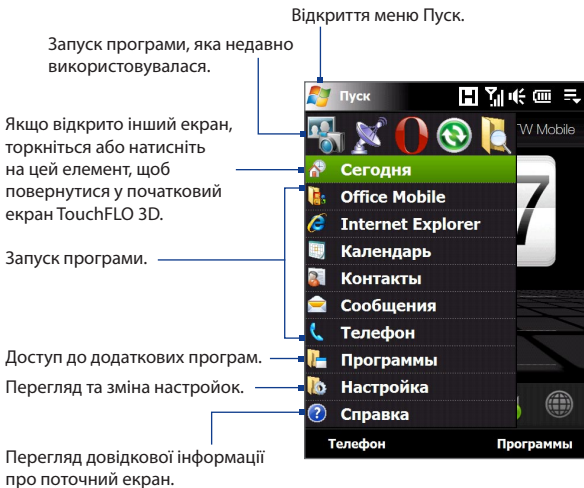 Відкриття меню Пуск.
Запуск програми, яка недавно
використовувалася.
Якщо відкрито інший екран,
торкніться або натисніть
на цей елемент, щоб
повернутися у початковий
екран TouchFLO 3D.
Запуск програми.
Доступ до додаткових програм.
Перегляд та зміна настройок.
Перегляд довідкової інформації
про поточний екран.
Пуск
TW Mobile
Сегодня
Office Mobile
Internet Explorer
Календарь
Контакты
Сообщения
Телефон
Программы
Настройка
Справка
Телефон
Программы